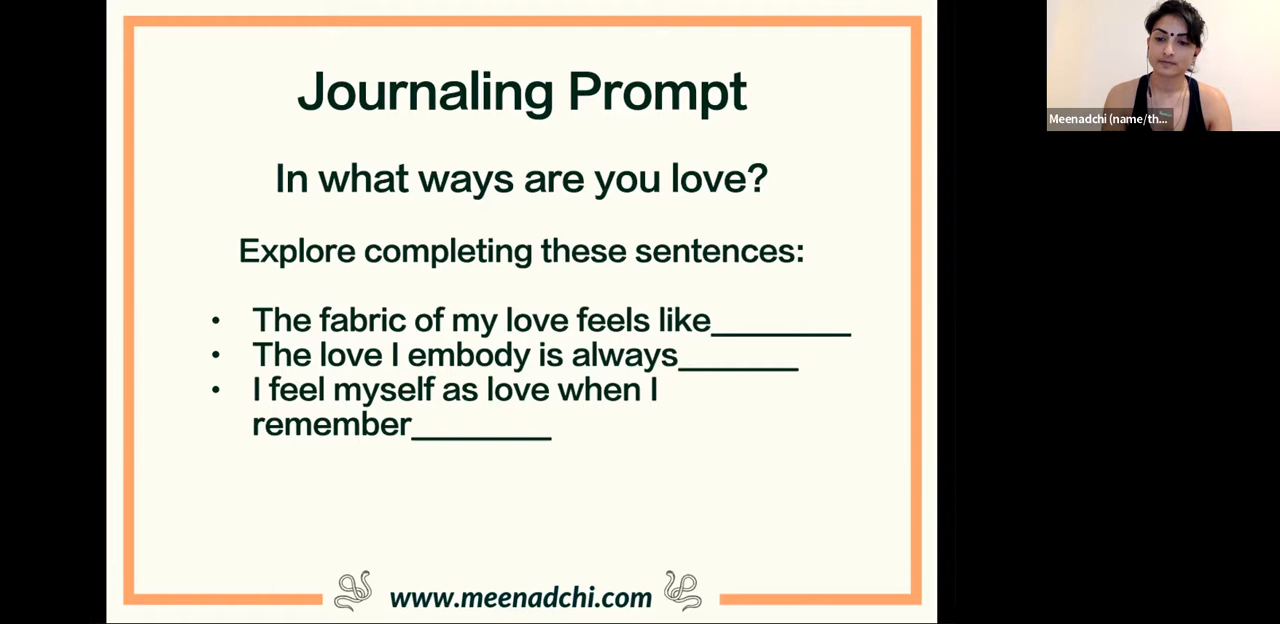 Journaling Prompt
In what ways are you love?
Explore completing these sentences:
• The fabric of my love feels like________
• The love I embody is always_______
• I feel myself as love when I
remember________
www.meenadchi.com
Meenadchi (name/th...